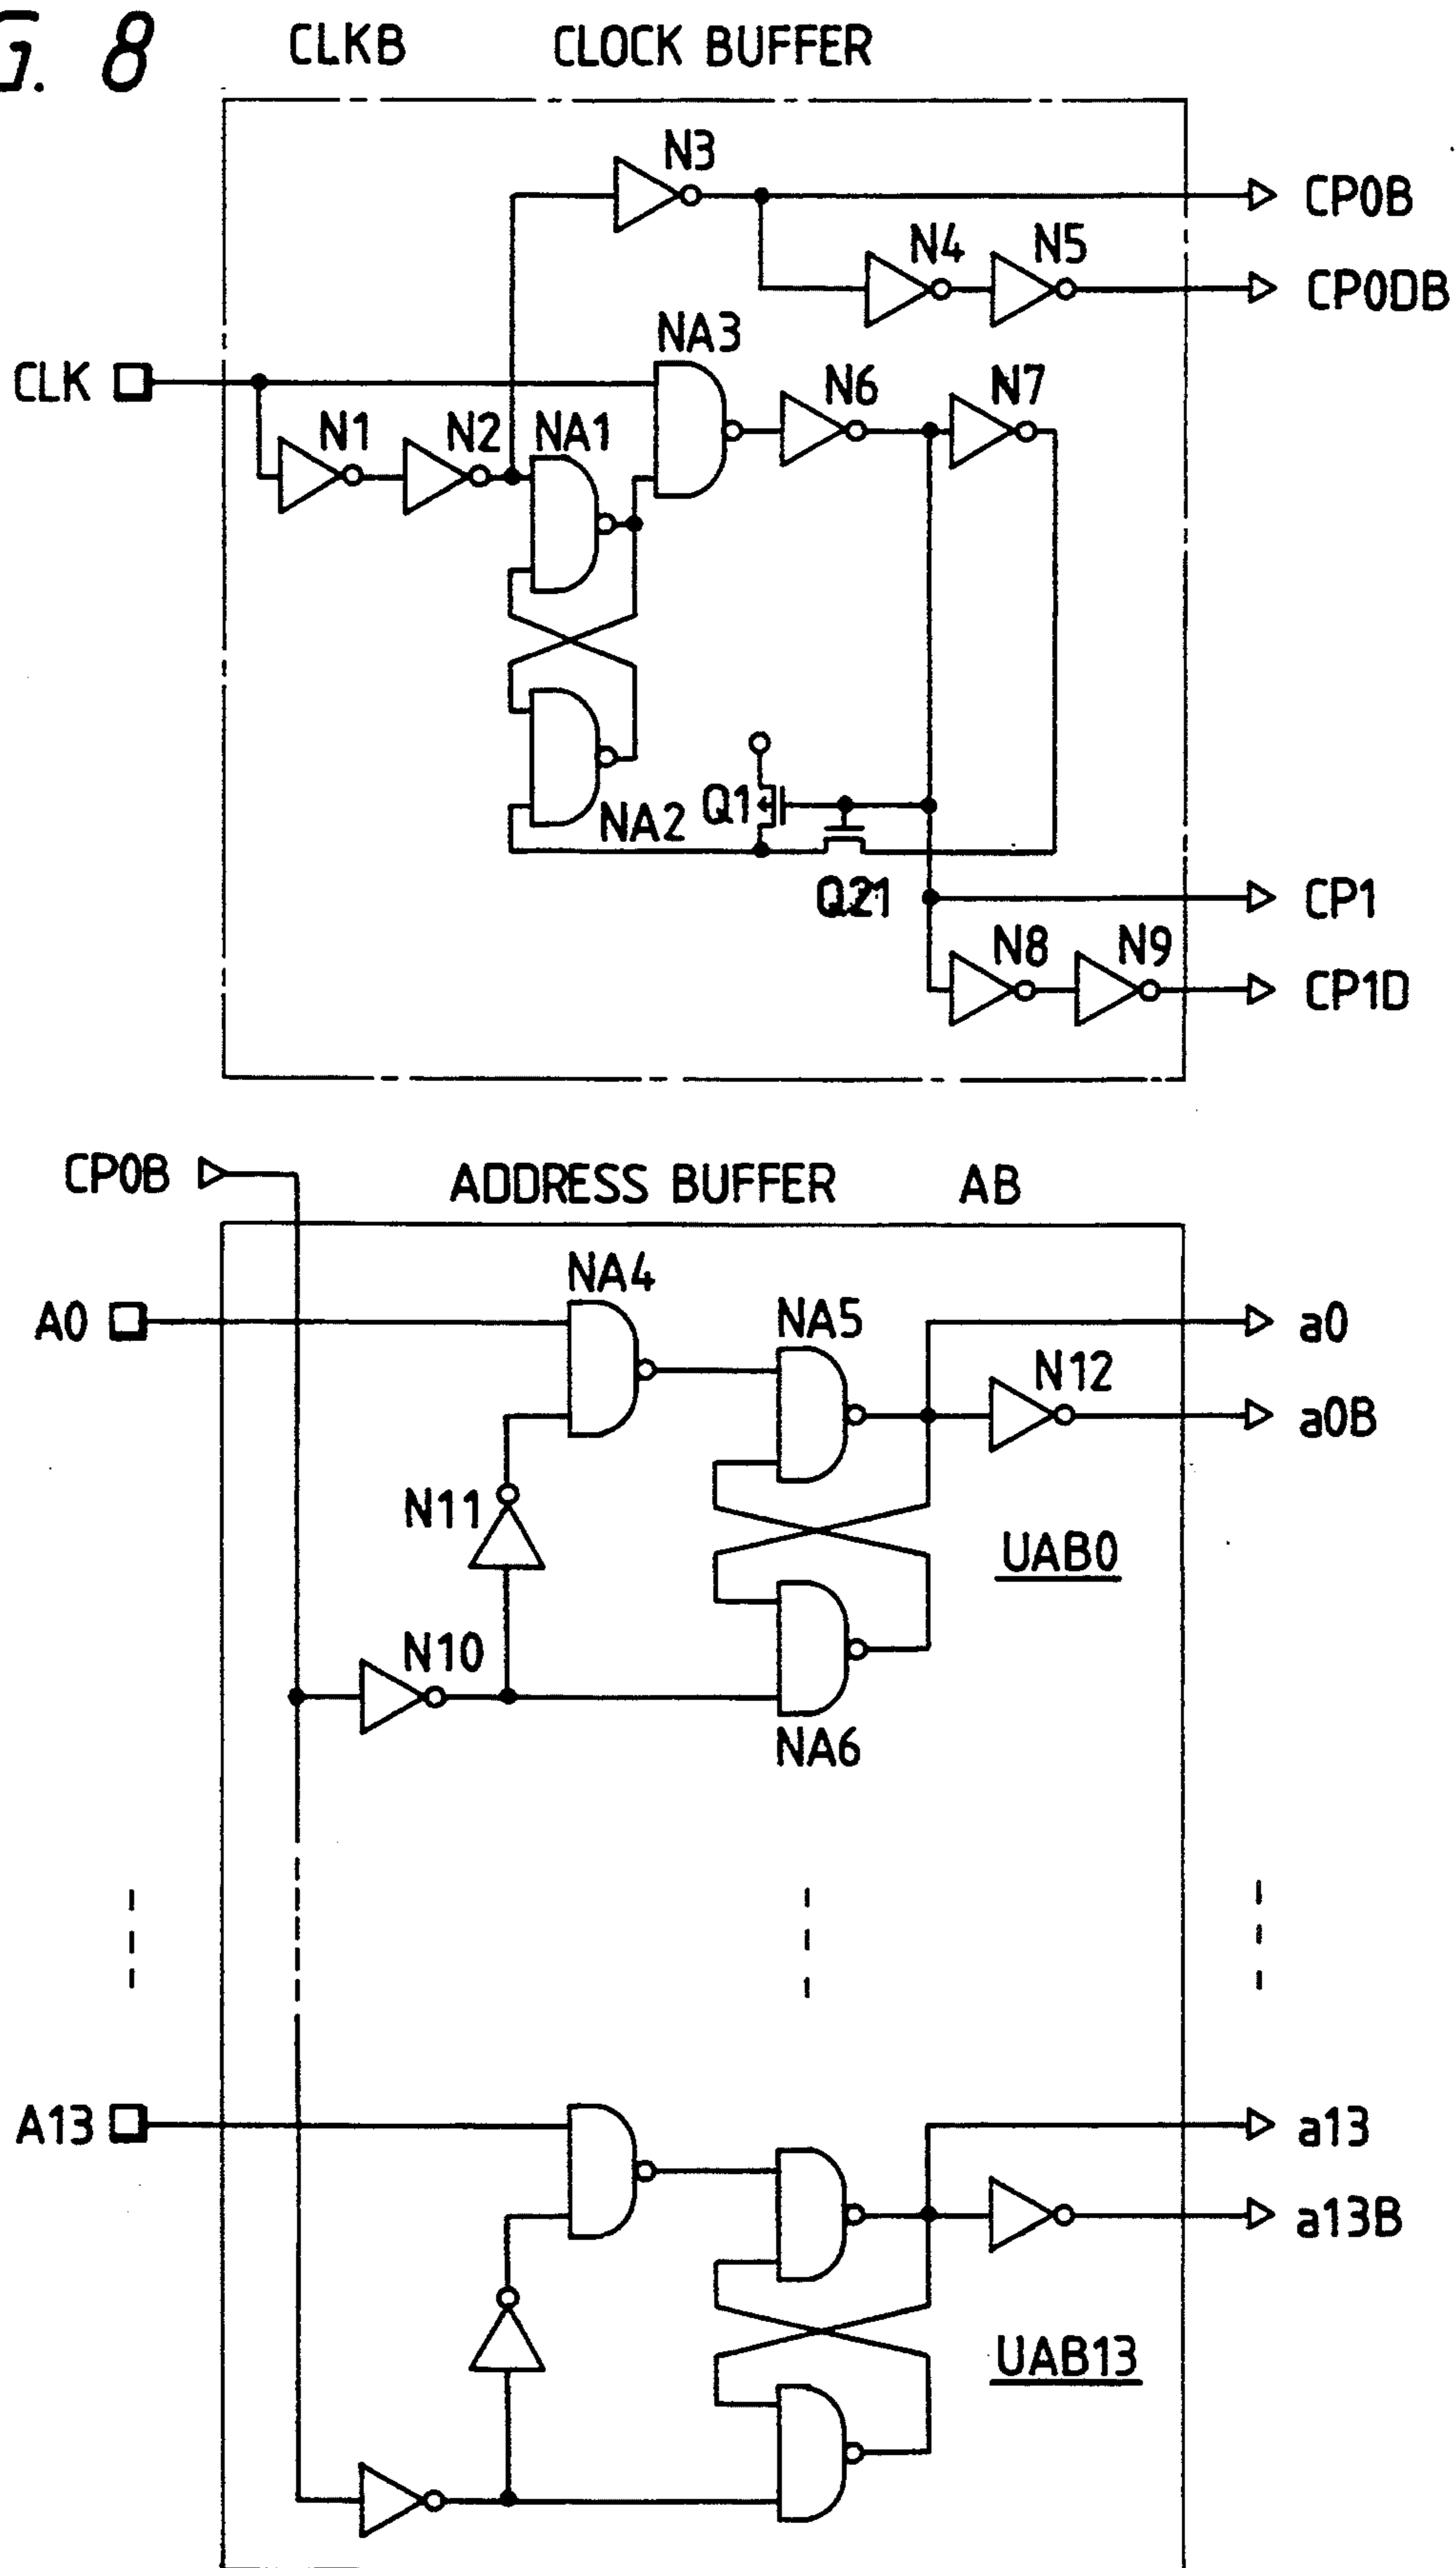 G. 8
CLKB CLOCK BUFFER
N3
CP0B
N4 N5
CP0DB
NA3
CLK
N6 N7
N1 N2 NA1
Q1
NA2
Q21
CP1
N8 N9
CP1D
CP0B
ADDRESS BUFFER AB
NA4
A0
NA5
a0
N12
a0B
N11
UAB0
N10
NA6
A13
a13
a13B
UAB13